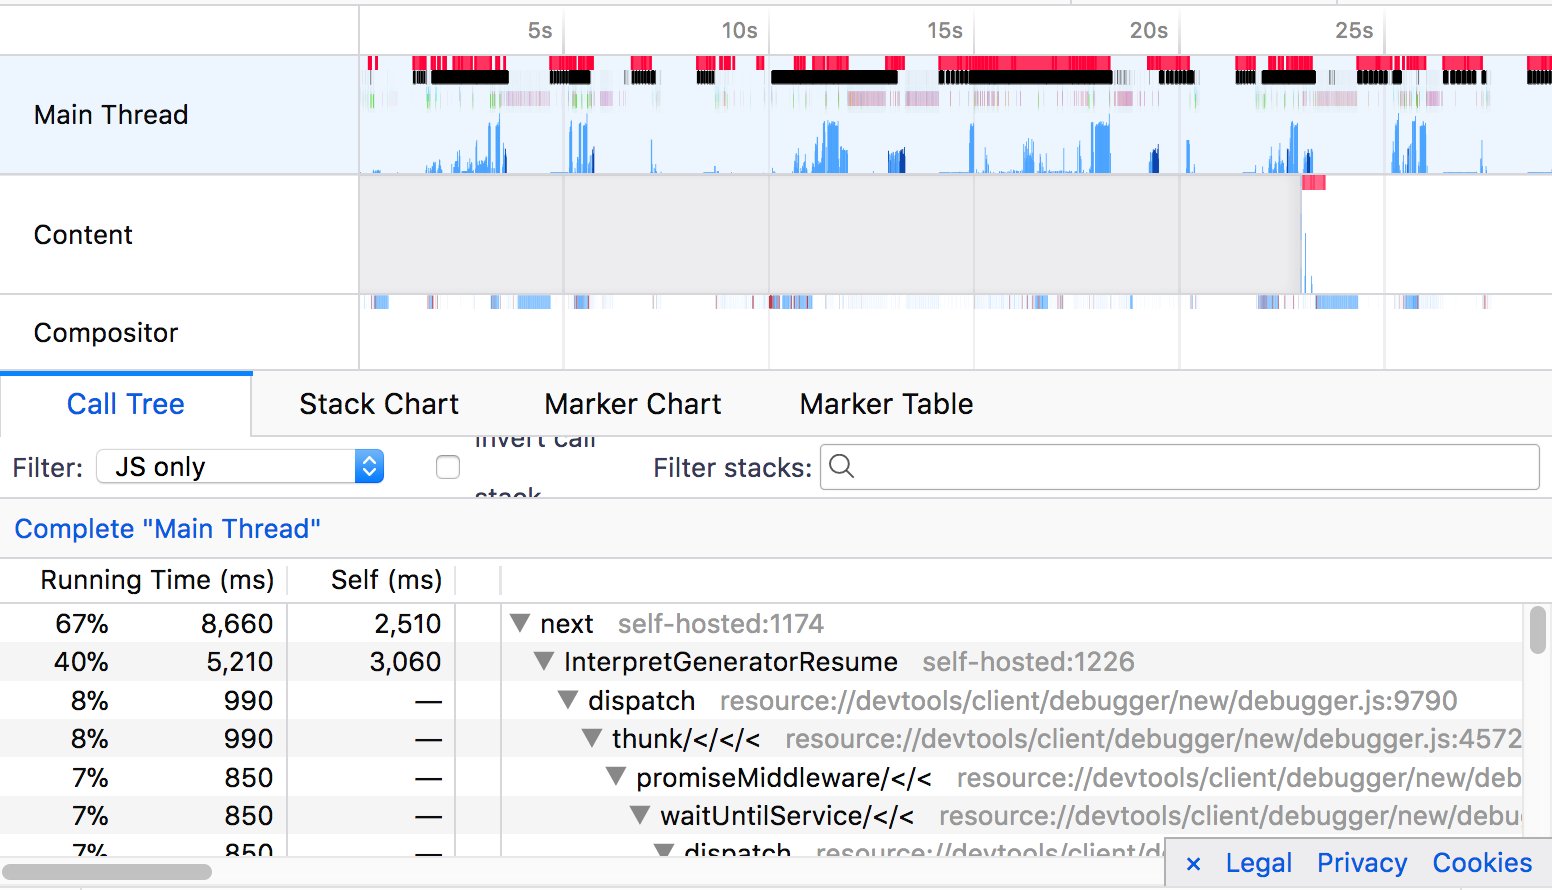 5s 10s 15s 20s 25s
Main Thread
Content
Compositor
Call Tree Stack Chart Marker Chart Marker Table
Filter: JS only invert call stack Filter stacks:
Complete "Main Thread"
Running Time (ms) Self (ms)
67% 8,660 2,510 ▼ next self-hosted:1174
40% 5,210 3,060 ▼ InterpretGeneratorResume self-hosted:1226
8% 990 — ▼ dispatch resource://devtools/client/debugger/new/debugger.js:9790
8% 990 — ▼ thunk/</</< resource://devtools/client/debugger/new/debugger.js:4572
7% 850 — ▼ promiseMiddleware/</< resource://devtools/client/debugger/new/deb
7% 850 — ▼ waitUntilService/</< resource://devtools/client/debugger/new/debu
7% 850 — ▼ dispatch resource://devtools/client/d
× Legal Privacy Cookies